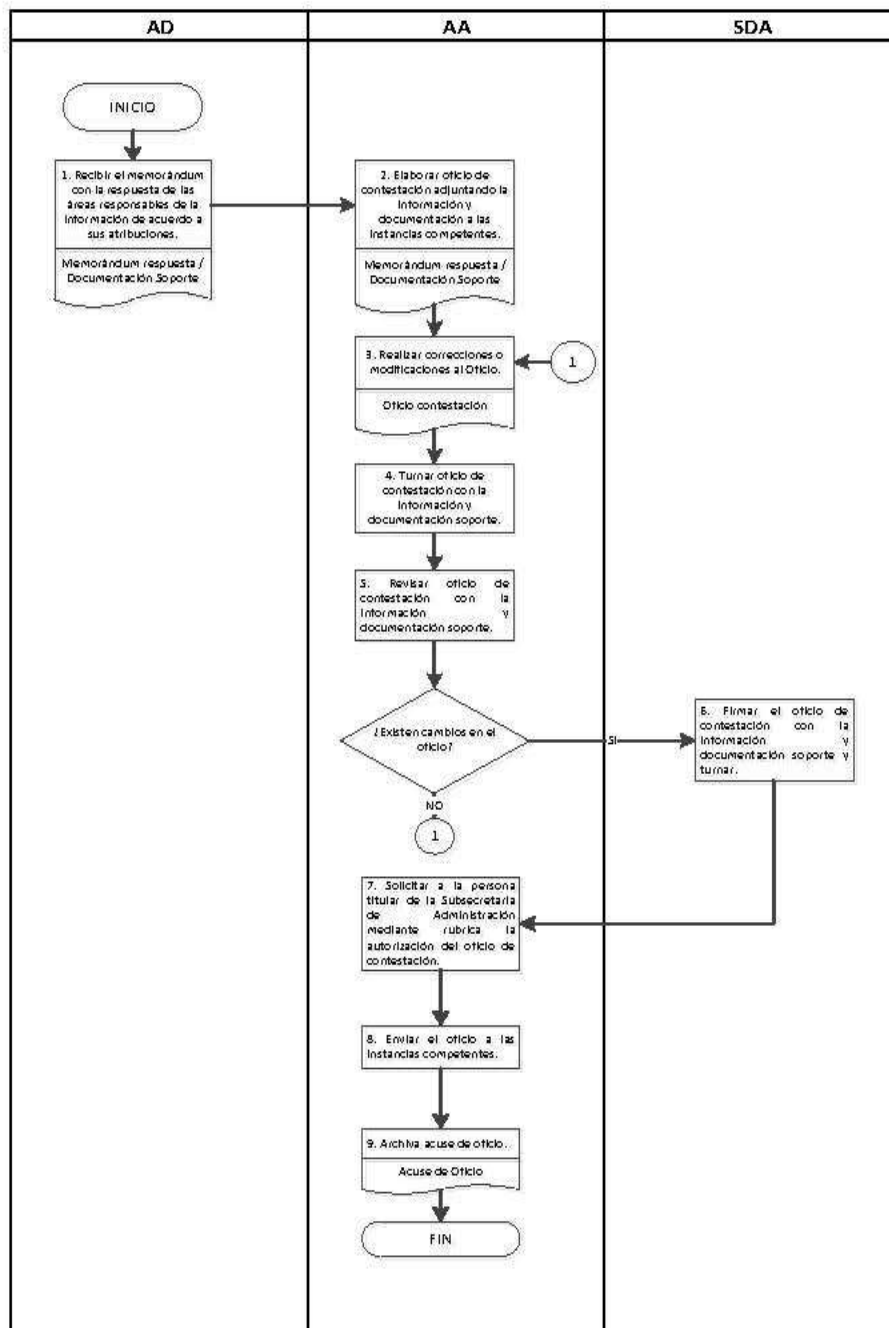 AD
AA
SDA
INICIO
1. Recibir el memorándum
con la respuesta de las
áreas responsables de la
Información de acuerdo a
sus atribuciones.
Memorándum respuesta /
Documentación Soporte
2. Elaborar oficio de
contestación adjuntando la
Información y
documentación a las
Instancias competentes.
Memorándum respuesta /
Documentación Soporte
3. Realizar correcciones o
modificaciones al Oficio.
1
Oficio contestación
4. Turnar oficio de
contestación con la
Información y
documentación soporte.
5. Revisar oficio de
contestación con la
Información y
documentación soporte.
¿Existen cambios en el
oficio?
SI
NO
1
6. Firmar el oficio de
contestación con la
Información y
documentación soporte y
turnar.
7. Solicitar a la persona
titular de la Subsecretaria
de Administración
mediante rubrica la
autorización del oficio de
contestación.
8. Enviar el oficio a las
Instancias competentes.
9. Archiva acuse de oficio.
Acuse de Oficio
FIN